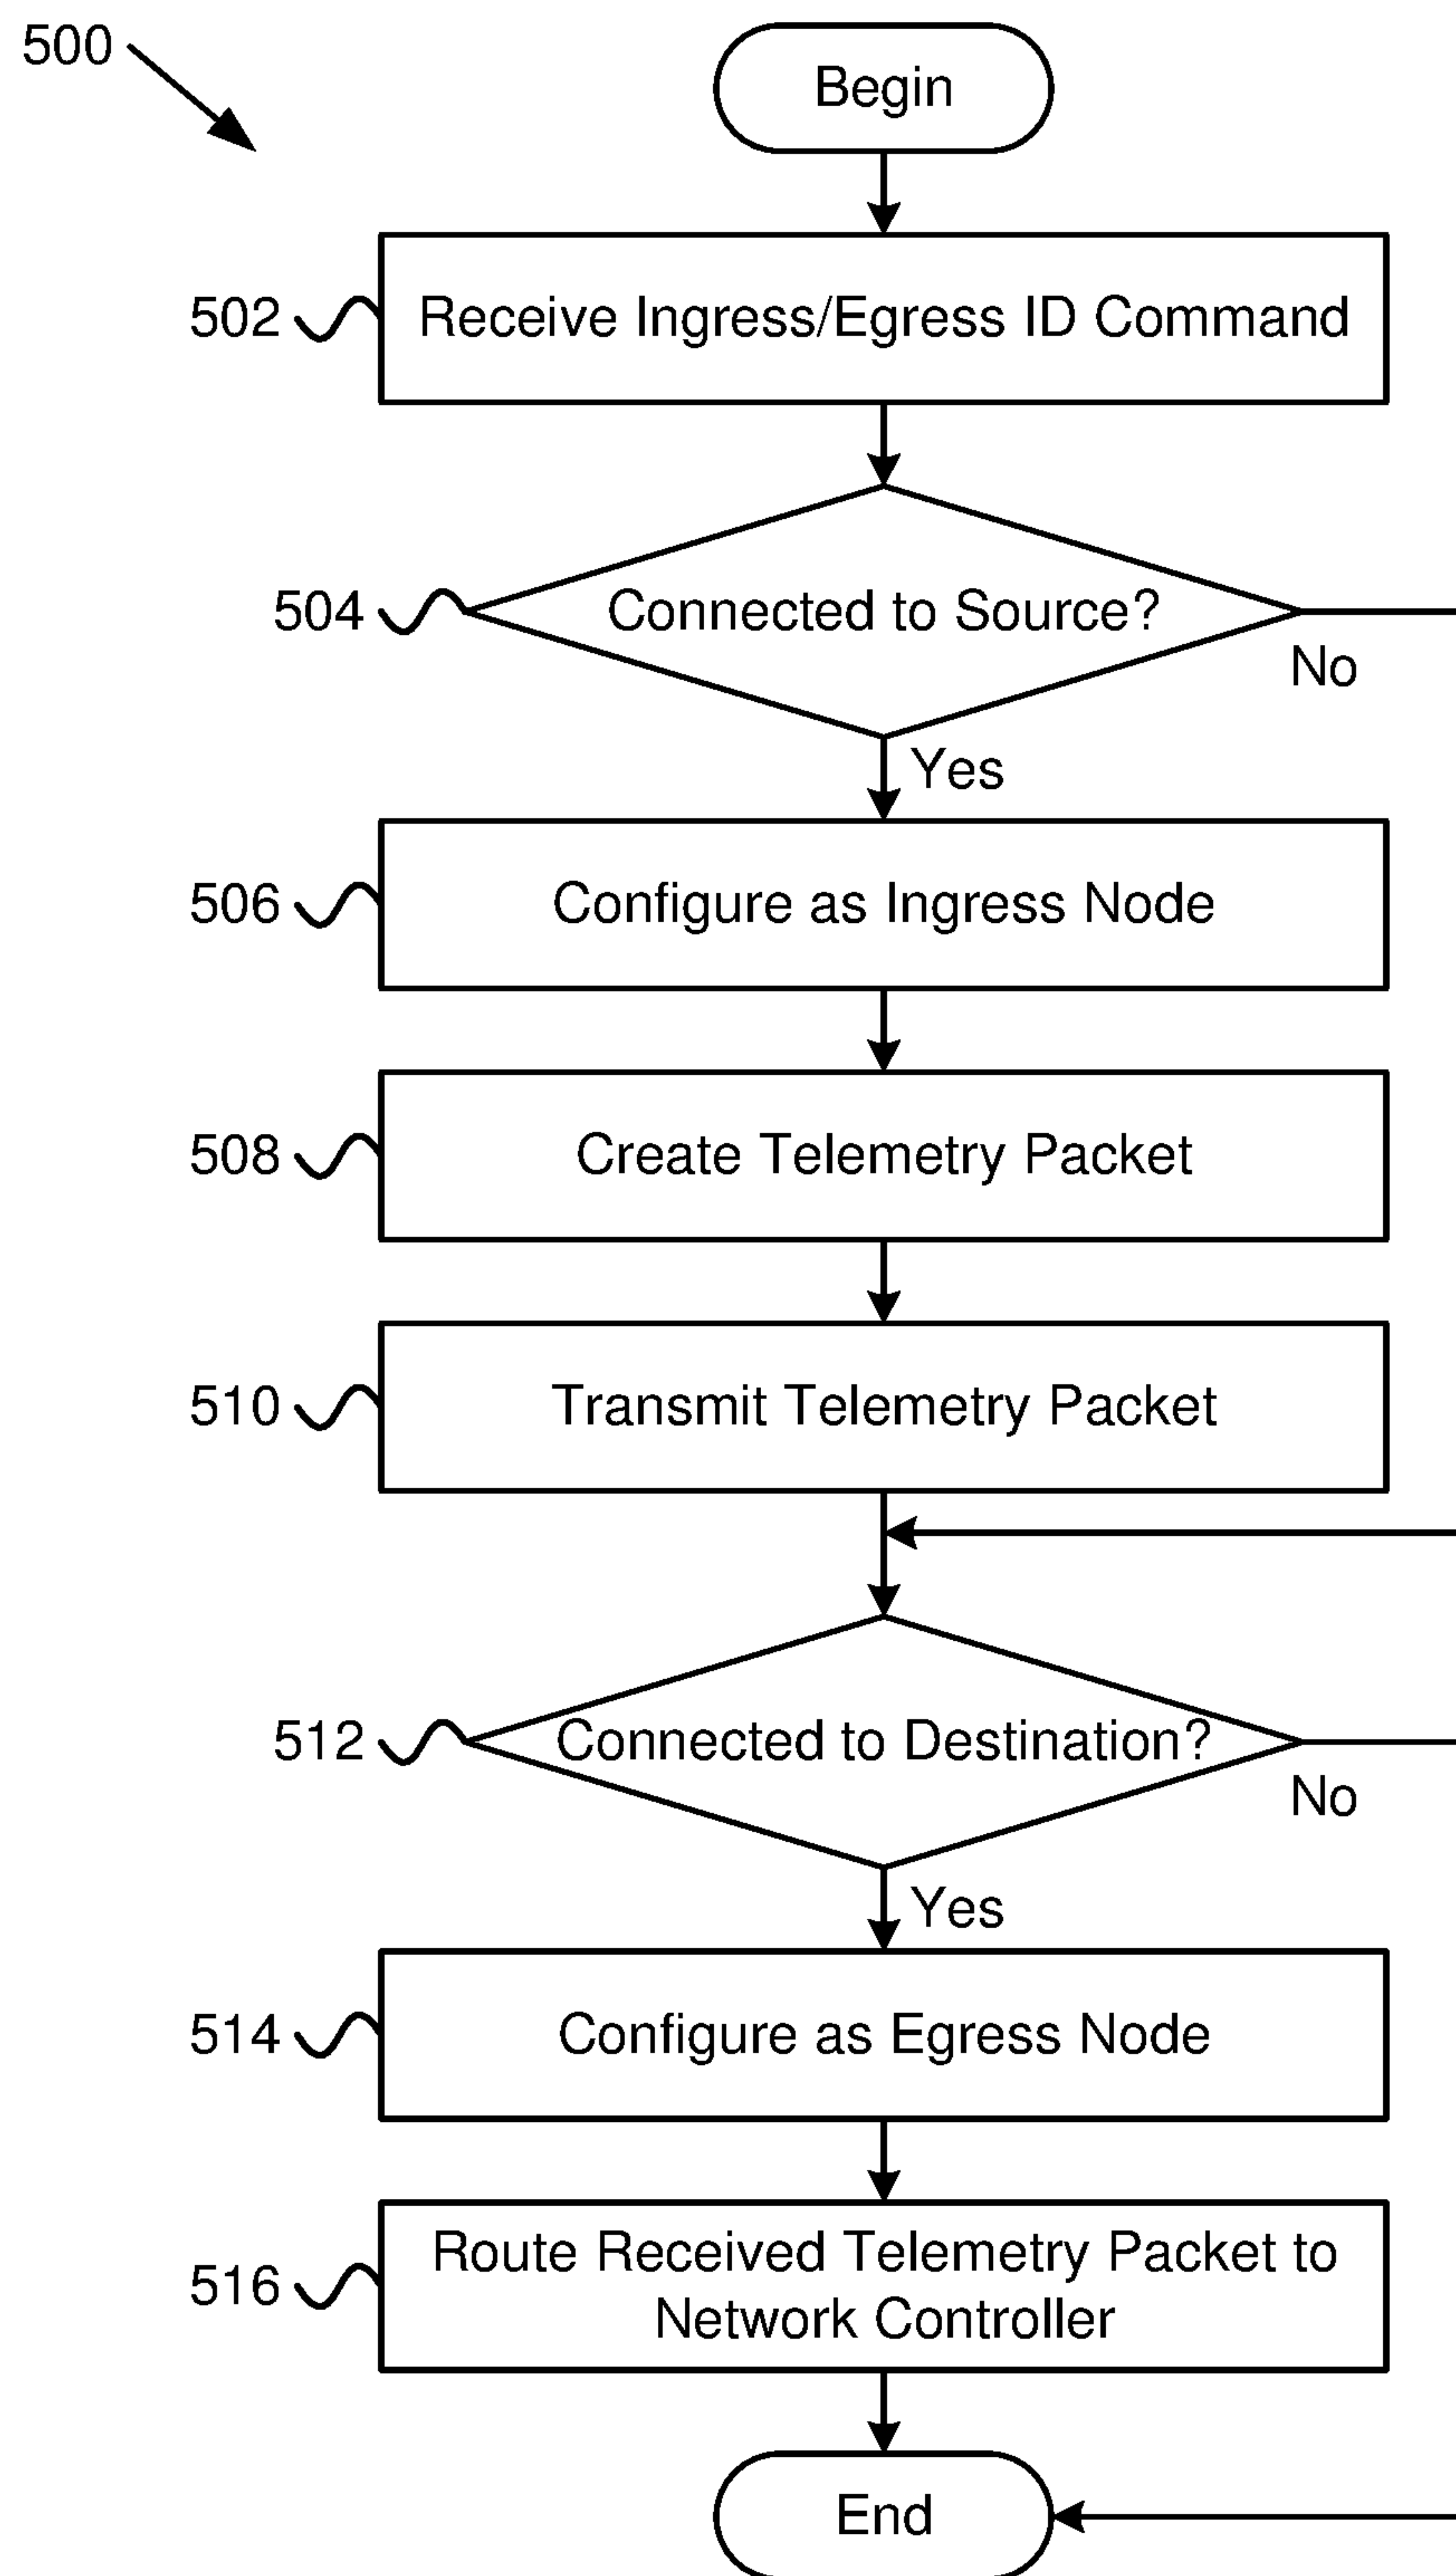 500
Begin
502
Receive Ingress/Egress ID Command
504
Connected to Source?
No
Yes
506
Configure as Ingress Node
508
Create Telemetry Packet
510
Transmit Telemetry Packet
512
Connected to Destination?
No
Yes
514
Configure as Egress Node
516
Route Received Telemetry Packet to
Network Controller
End